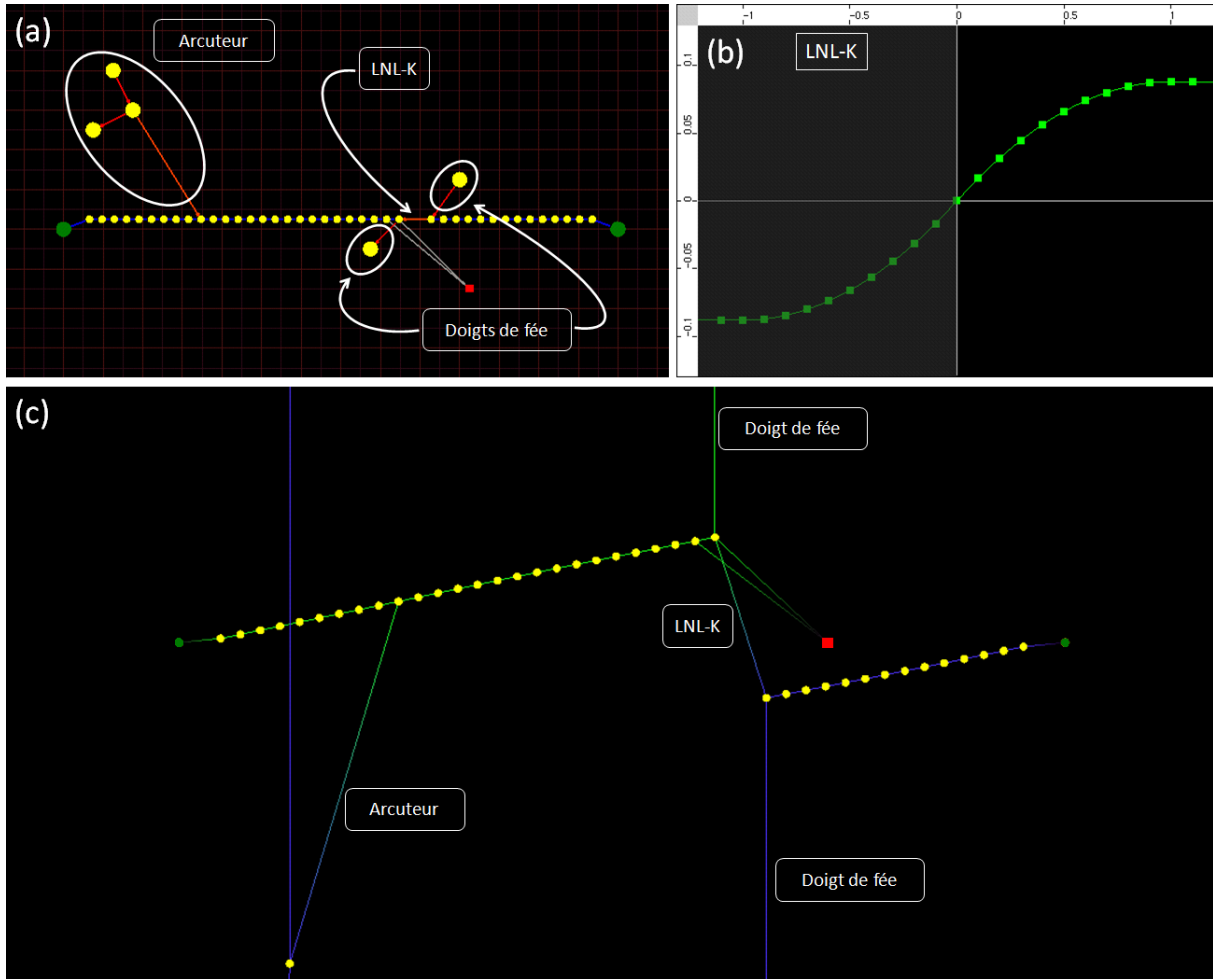 (a)
Arcuteur
LNL-K
Doigts de fée
(b)
LNL-K
−1
−0.5
0
0.5
1
0.1
0.05
0
−0.05
−0.1
(c)
Doigt de fée
LNL-K
Arcuteur
Doigt de fée